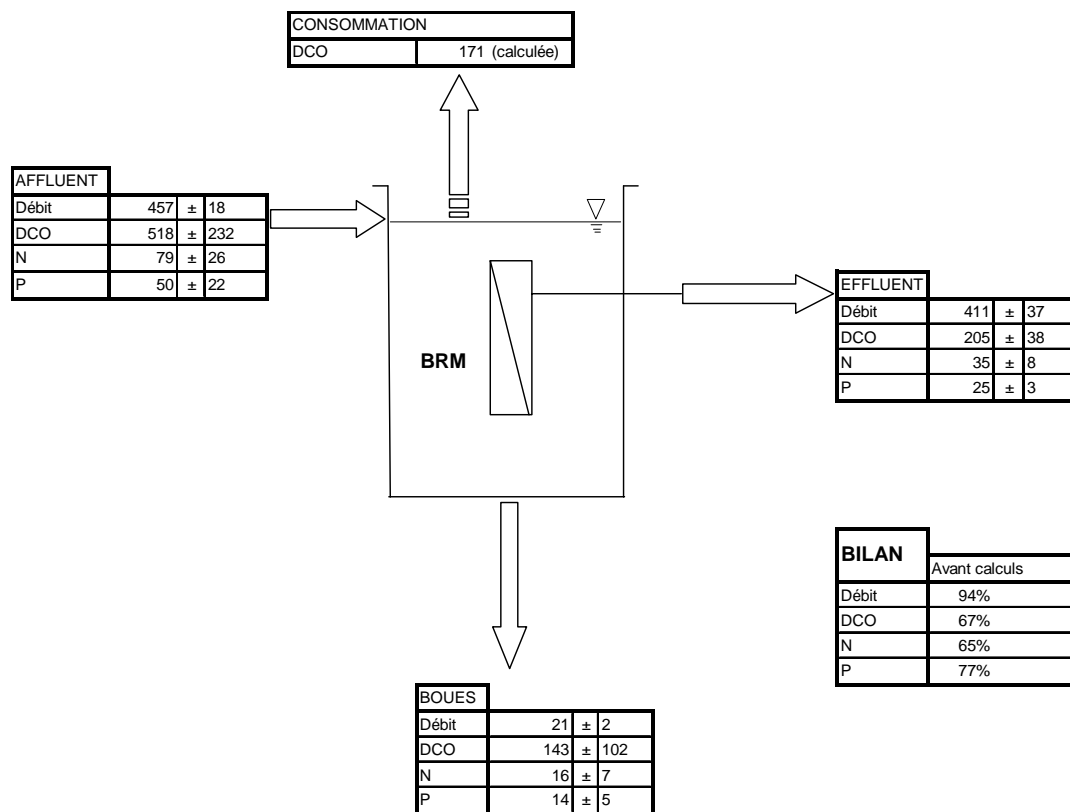 CONSOMMATION
DCO 171 (calculée)
AFFLUENT
Débit 457 ± 18
DCO 518 ± 232
N 79 ± 26
P 50 ± 22
BRM
EFFLUENT
Débit 411 ± 37
DCO 205 ± 38
N 35 ± 8
P 25 ± 3
BILAN
Avant calculs
Débit 94%
DCO 67%
N 65%
P 77%
BOUES
Débit 21 ± 2
DCO 143 ± 102
N 16 ± 7
P 14 ± 5